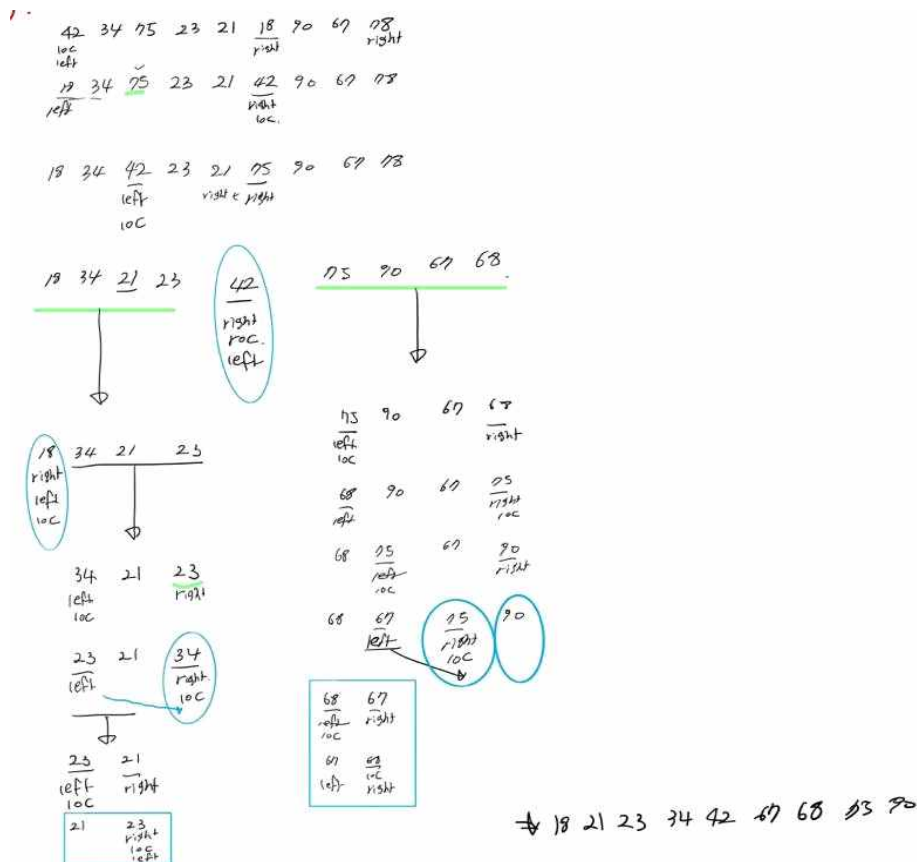 42 34 75 23 21 18 90 67 78
loc right right
left
18 34 75 23 21 42 90 67 78
left right
loc.
18 34 42 23 21 75 90 67 78
left right right
loc
18 34 21 23
42
right
roc.
left
75 90 67 68
18 34 21 23
right
left
loc
34 21 23
left right
loc
23 21 34
left right.
loc
23 21
left right
loc
21 23
right
loc
left
75 90 67 68
left right
loc
68 90 67 75
left right
loc
68 75 67 90
left right
loc
68 67 75 90
left right
loc
68 67
left right
loc
67 68
left loc
right
18 21 23 34 42 67 68 75 90